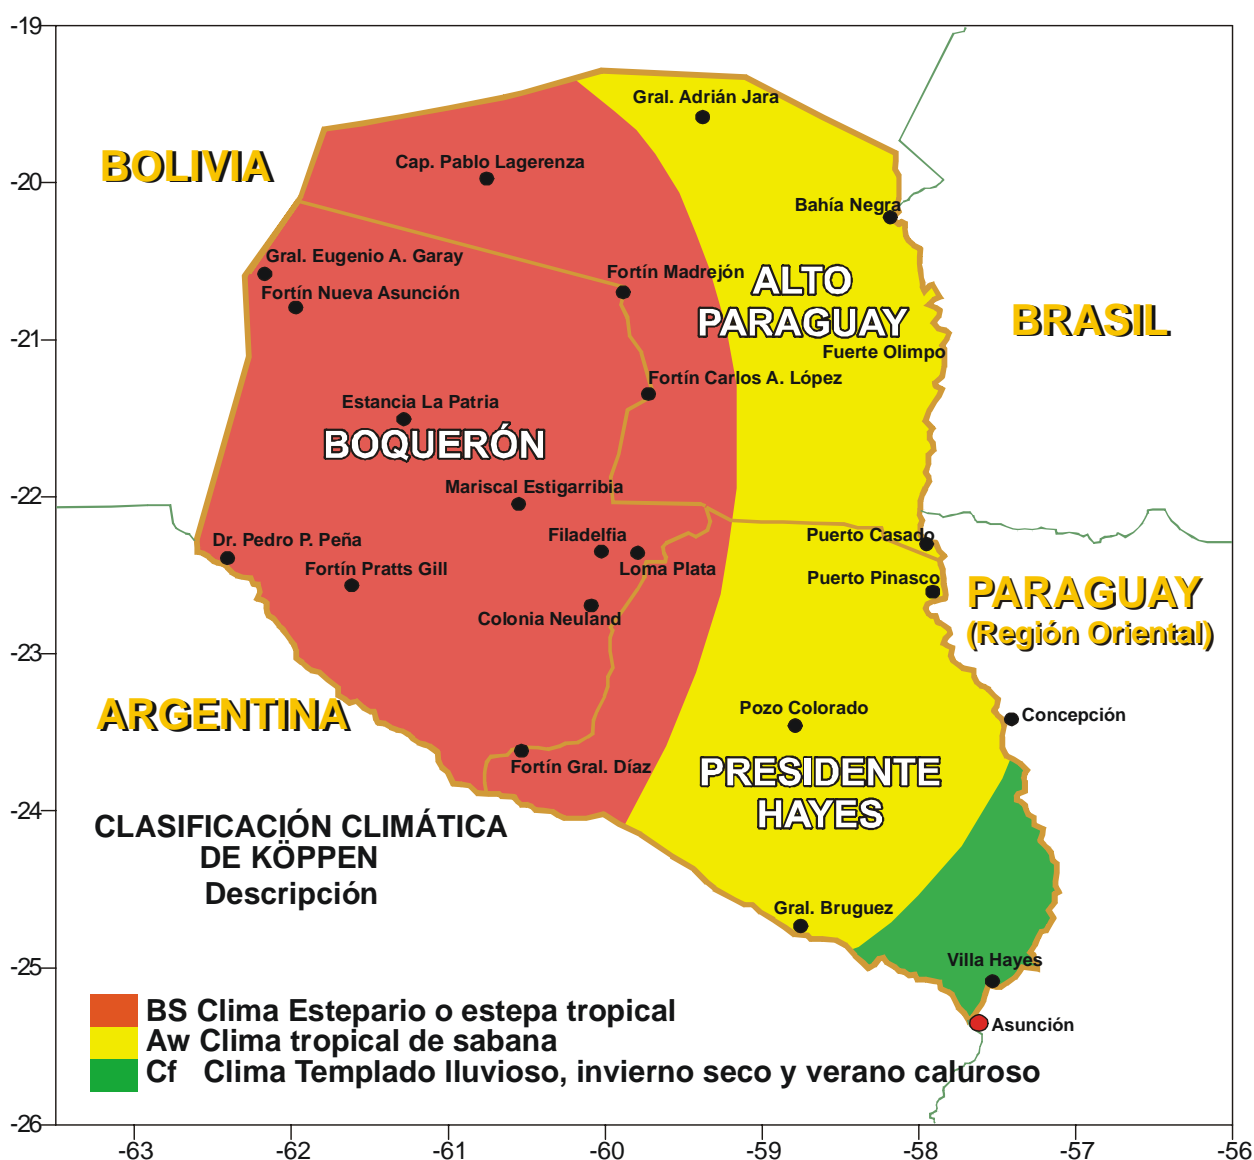 -19
Gral. Adrián Jara
BOLIVIA
Cap. Pablo Lagerenza
-20
Bahía Negra
Gral. Eugenio A. Garay
Fortín Nueva Asunción
Fortín Madrejón
ALTO
PARAGUAY
BRASIL
-21
Fuerte Olimpo
Fortín Carlos A. López
Estancia La Patria
BOQUERÓN
Mariscal Estigarribia
-22
Dr. Pedro P. Peña
Filadelfia
Puerto Casado
Fortín Pratts Gill
Loma Plata
Puerto Pinasco
PARAGUAY
(Región Oriental)
Colonia Neuland
-23
ARGENTINA
Pozo Colorado
Concepción
Fortín Gral. Díaz
PRESIDENTE
HAYES
-24
CLASIFICACIÓN CLIMÁTICA
DE KÖPPEN
Descripción
Gral. Bruguez
-25
Villa Hayes
Asunción
BS Clima Estepario o estepa tropical
Aw Clima tropical de sabana
Cf Clima Templado lluvioso, invierno seco y verano caluroso
-26
-63 -62 -61 -60 -59 -58 -57 -56